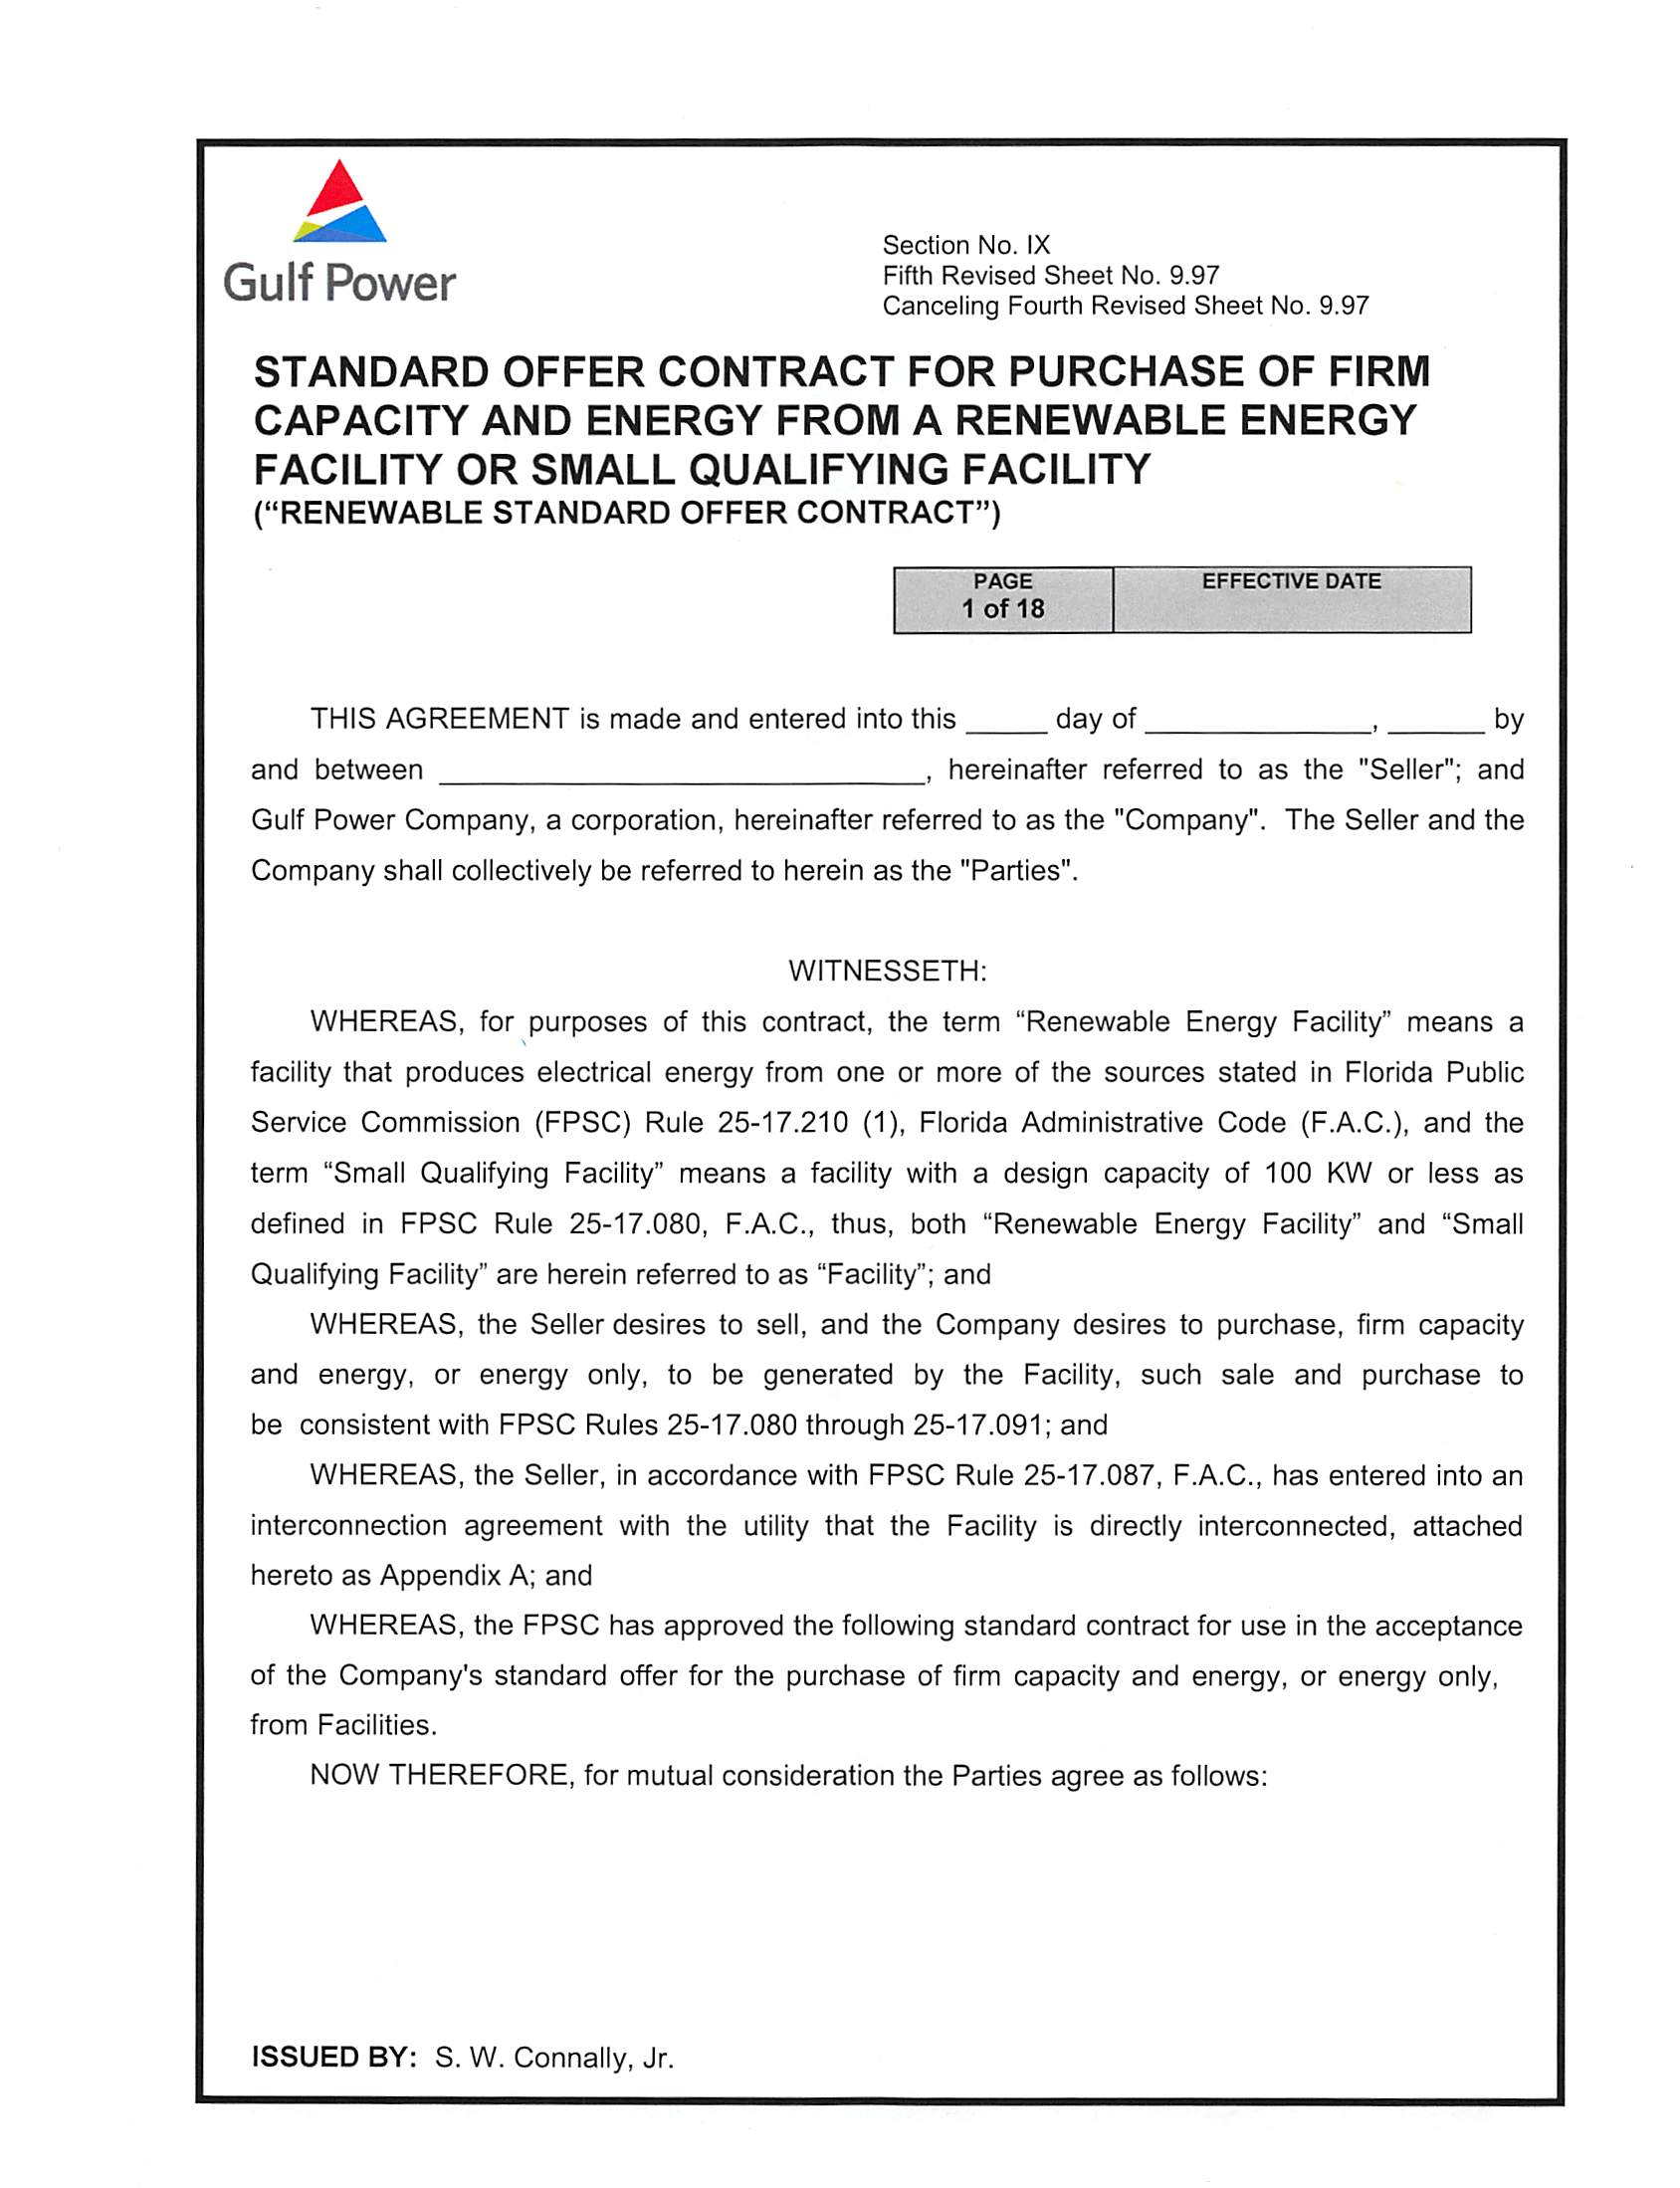 Gulf Power
Section No. IX
Fifth Revised Sheet No. 9.97
Canceling Fourth Revised Sheet No. 9.97
STANDARD OFFER CONTRACT FOR PURCHASE OF FIRM
CAPACITY AND ENERGY FROM A RENEWABLE ENERGY
FACILITY OR SMALL QUALIFYING FACILITY
(“RENEWABLE STANDARD OFFER CONTRACT”)
PAGE
1 of 18
EFFECTIVE DATE
THIS AGREEMENT is made and entered into this _____ day of ______________, ______ by
and between ______________________________, hereinafter referred to as the "Seller"; and
Gulf Power Company, a corporation, hereinafter referred to as the "Company". The Seller and the
Company shall collectively be referred to herein as the "Parties".
WITNESSETH:
WHEREAS, for purposes of this contract, the term “Renewable Energy Facility” means a
facility that produces electrical energy from one or more of the sources stated in Florida Public
Service Commission (FPSC) Rule 25-17.210 (1), Florida Administrative Code (F.A.C.), and the
term “Small Qualifying Facility” means a facility with a design capacity of 100 KW or less as
defined in FPSC Rule 25-17.080, F.A.C., thus, both “Renewable Energy Facility” and “Small
Qualifying Facility” are herein referred to as “Facility”; and
WHEREAS, the Seller desires to sell, and the Company desires to purchase, firm capacity
and energy, or energy only, to be generated by the Facility, such sale and purchase to
be consistent with FPSC Rules 25-17.080 through 25-17.091; and
WHEREAS, the Seller, in accordance with FPSC Rule 25-17.087, F.A.C., has entered into an
interconnection agreement with the utility that the Facility is directly interconnected, attached
hereto as Appendix A; and
WHEREAS, the FPSC has approved the following standard contract for use in the acceptance
of the Company's standard offer for the purchase of firm capacity and energy, or energy only,
from Facilities.
NOW THEREFORE, for mutual consideration the Parties agree as follows:
ISSUED BY: S. W. Connally, Jr.